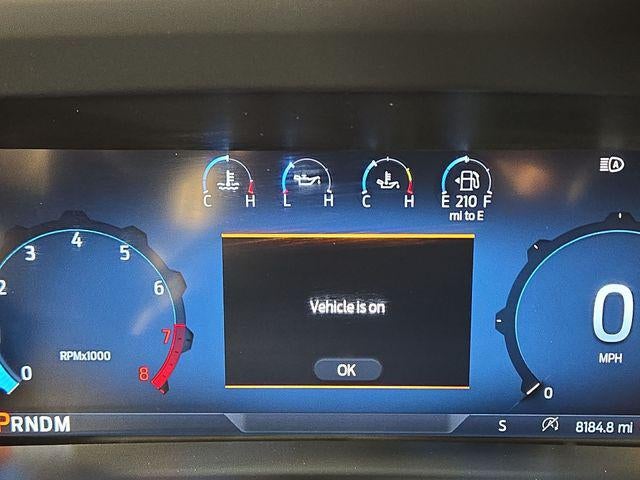 A
C H
L H
C H
E 210 F
mi to E
2 3 4 5 6 7 8
0
RPMx1000
Vehicle is on
OK
0
MPH
0
PRNDM
S
8184.8 mi